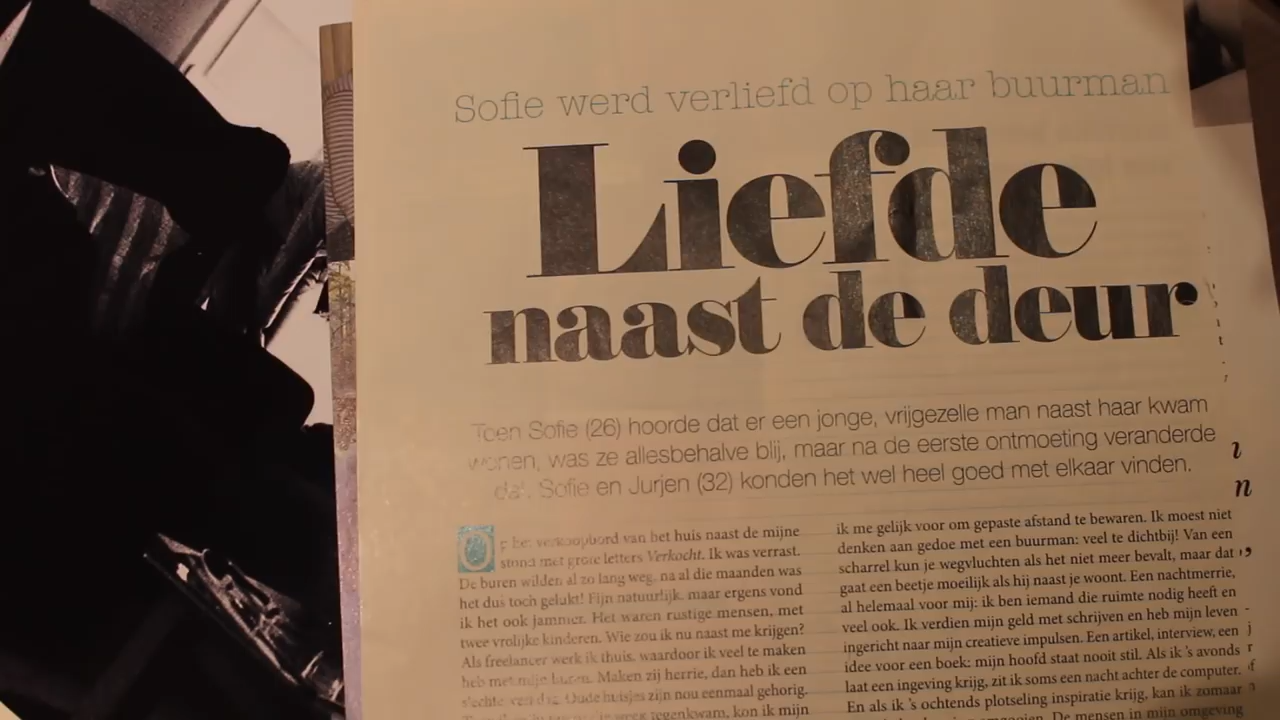 Sofie werd verliefd op haar buurman
Liefde
naast de deur
Toen Sofie (26) hoorde dat er een jonge, vrijgezelle man naast haar kwam
wonen, was ze allesbehalve blij, maar na de eerste ontmoeting veranderde
dat. Sofie en Jurjen (32) konden het wel heel goed met elkaar vinden.
Op het verkoopbord van het huis naast de mijne
stond met grote letters Verkocht. Ik was verrast.
De buren wilden al zo lang weg, na al die maanden was
het dus toch gelukt! Fijn natuurlijk, maar ergens vond
ik het ook jammer. Het waren rustige mensen, met
twee vrolijke kinderen. Wie zou ik nu naast me krijgen?
Als freelancer werk ik thuis, waardoor ik veel te maken
heb met mijn buren. Maken zij herrie, dan heb ik een
slechte Oude huisjes zijn nou eenmaal gehorig.
tegenkwam, kon ik mijn
ik me gelijk voor om gepaste afstand te bewaren. Ik moest niet
denken aan gedoe met een buurman: veel te dichtbij! Van een
scharrel kun je wegvluchten als het niet meer bevalt, maar dat
gaat een beetje moeilijk als hij naast je woont. Een nachtmerrie,
al helemaal voor mij: ik ben iemand die ruimte nodig heeft en
veel ook. Ik verdien mijn geld met schrijven en heb mijn leven
ingericht naar mijn creatieve impulsen. Een artikel, interview, een
idee voor een boek: mijn hoofd staat nooit stil. Als ik 's avonds
laat een ingeving krijg, zit ik soms een nacht achter de computer.
En als ik 's ochtends plotseling inspiratie krijg, kan ik zomaar
De mensen in mijn omgeving